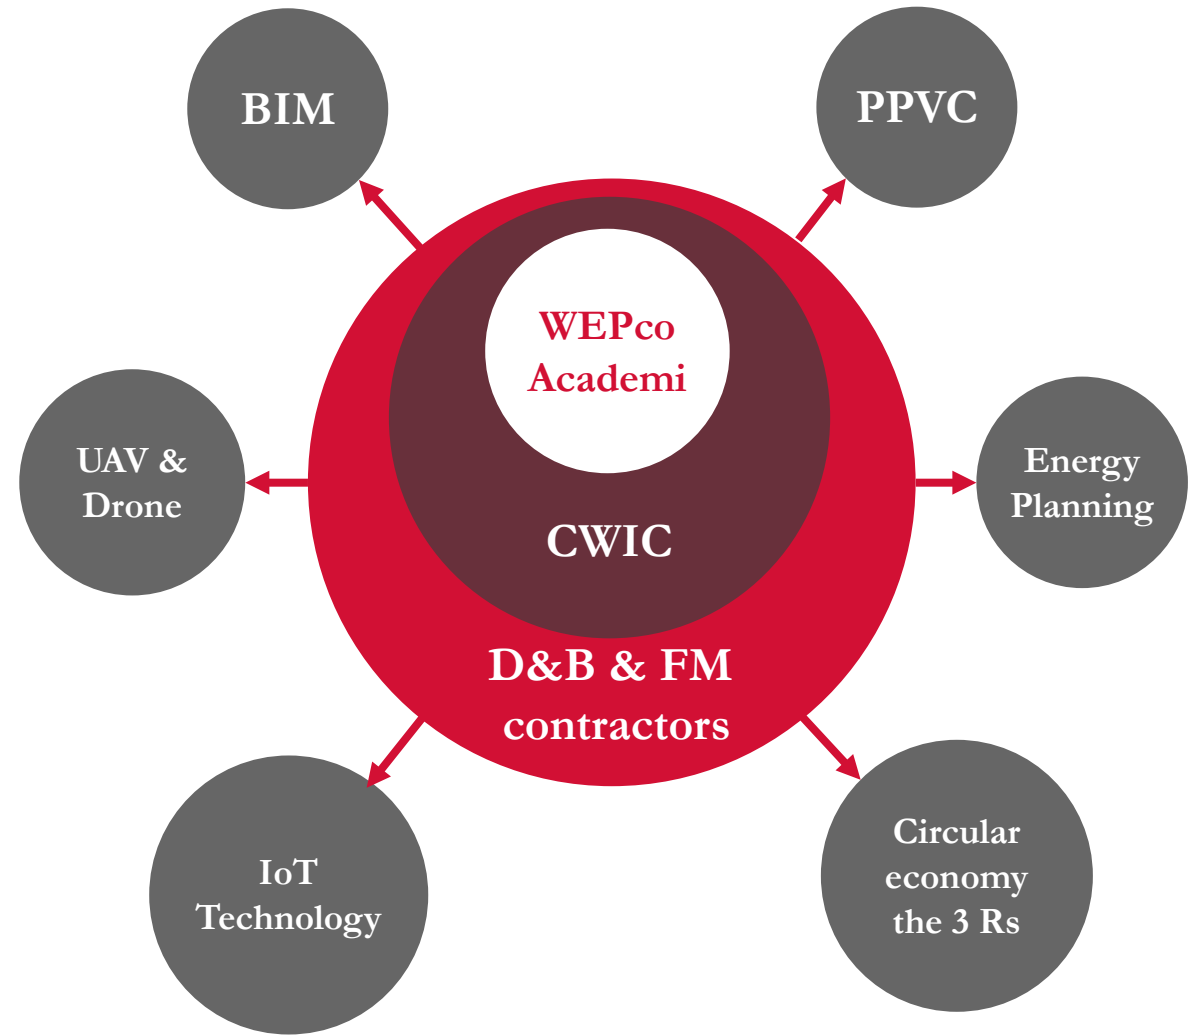 BIM
PPVC
WEPco
Academi
UAV &
Drone
Energy
Planning
CWIC
D&B & FM
contractors
IoT
Technology
Circular
economy
the 3 Rs